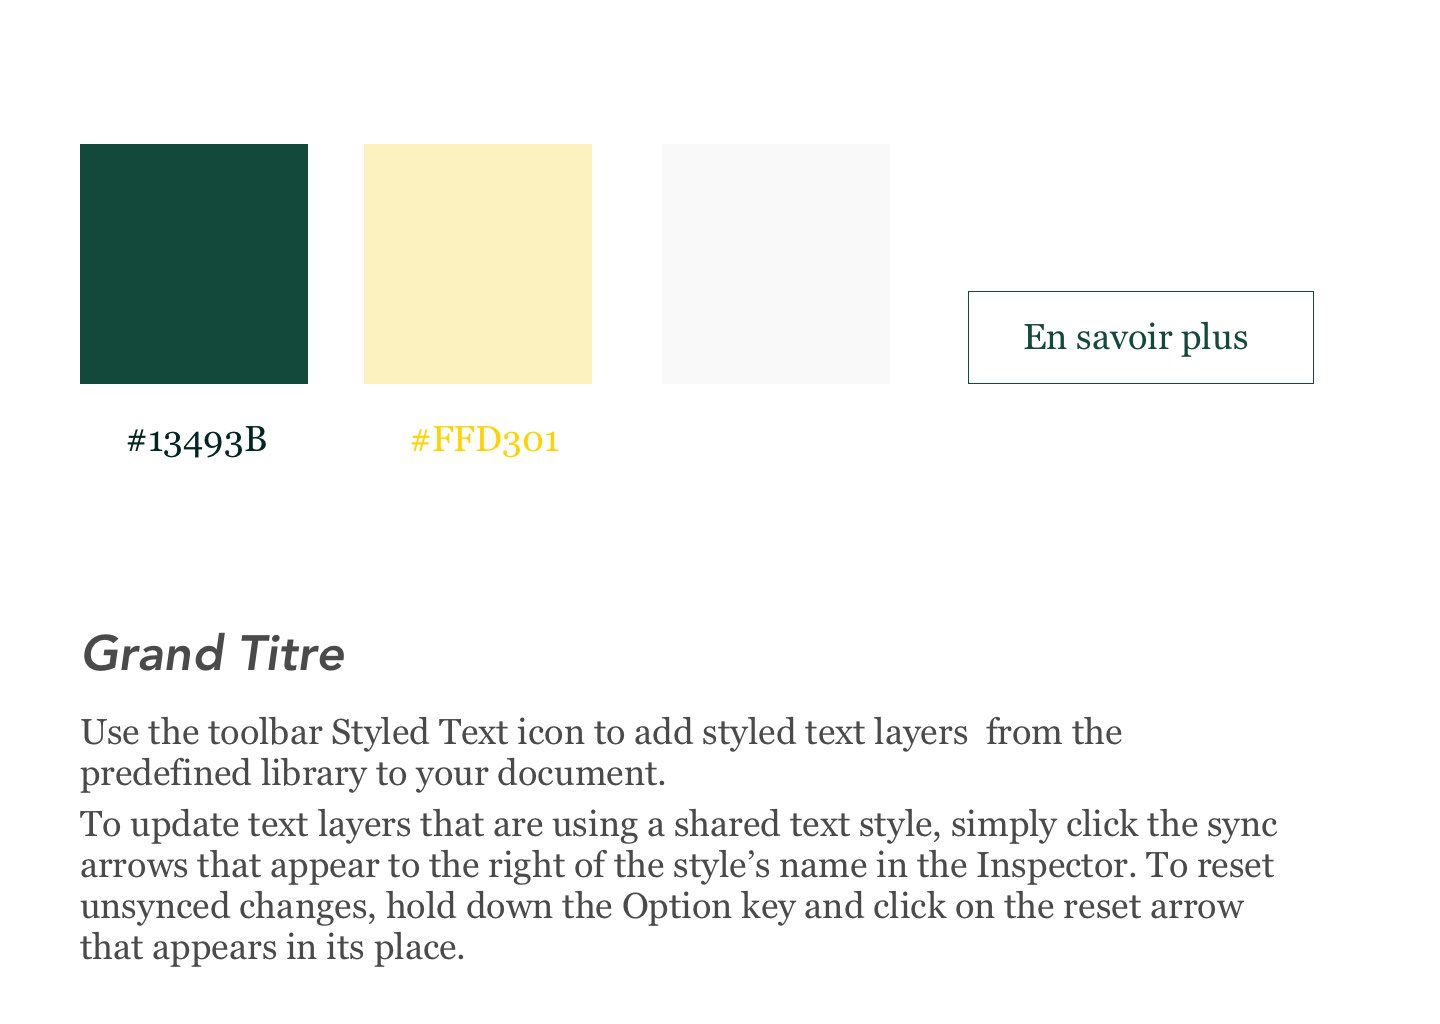 En savoir plus
#13493B
#FFD301
Grand Titre
Use the toolbar Styled Text icon to add styled text layers  from the
predefined library to your document.
To update text layers that are using a shared text style, simply click the sync
arrows that appear to the right of the style’s name in the Inspector. To reset
unsynced changes, hold down the Option key and click on the reset arrow
that appears in its place.